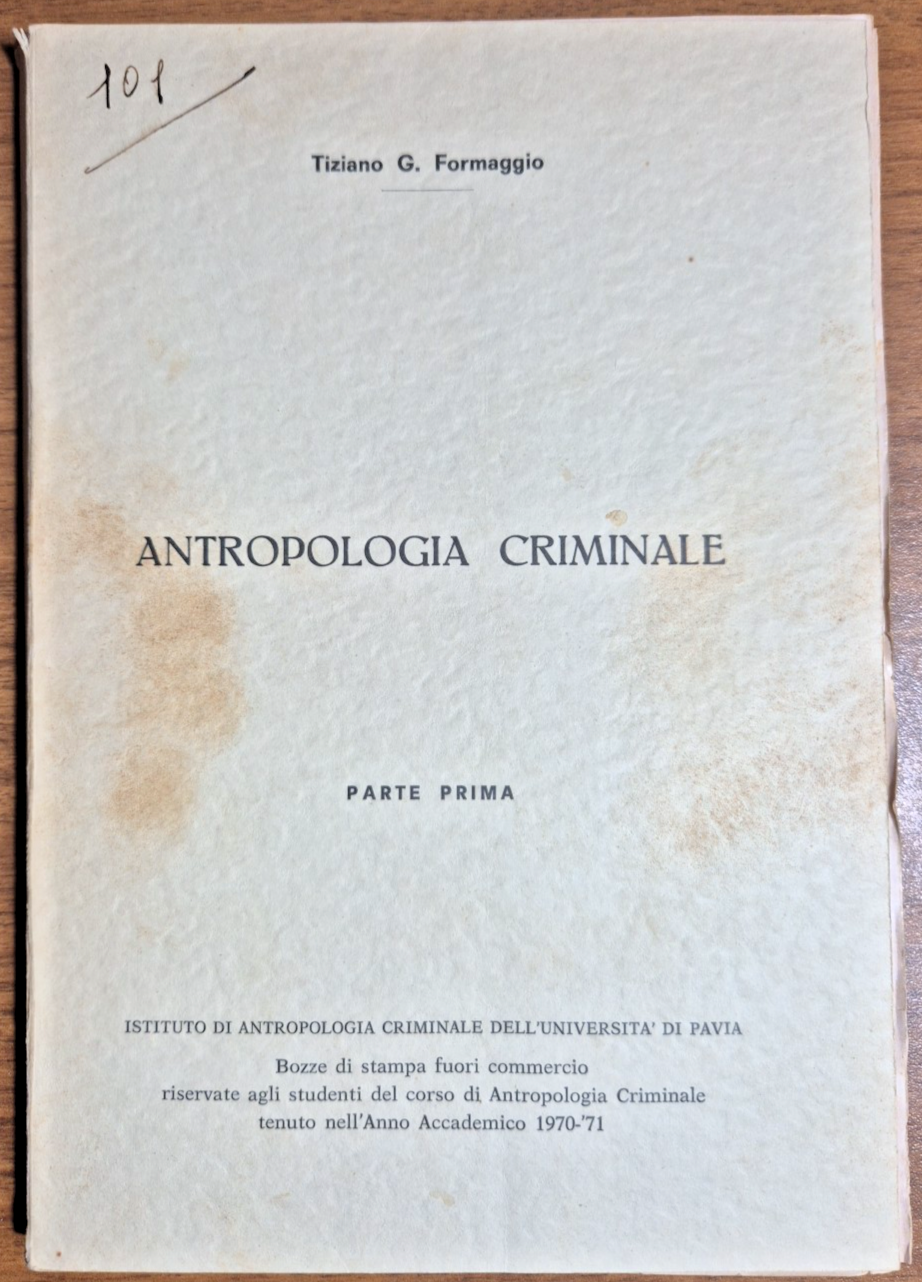 101
Tiziano G. Formaggio
ANTROPOLOGIA CRIMINALE
PARTE PRIMA
ISTITUTO DI ANTROPOLOGIA CRIMINALE DELL'UNIVERSITA' DI PAVIA
Bozze di stampa fuori commercio
riservate agli studenti del corso di Antropologia Criminale
tenuto nell'Anno Accademico 1970-'71